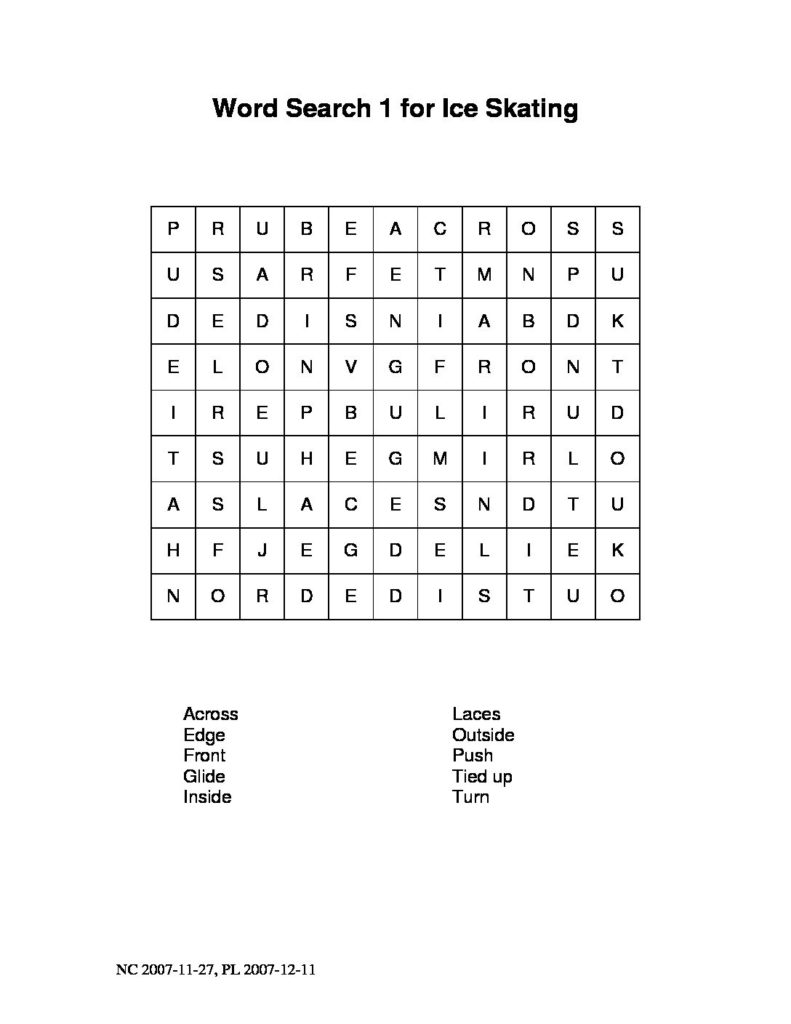 Word Search 1 for Ice Skating
P R U B E A C R O S S
U S A R F E T M N P U
D E D I S N I A B D K
E L O N V G F R O N T
I R E P B U L I R U D
T S U H E G M I R L O
A S L A C E S N D T U
H F J E G D E L I E K
N O R D E D I S T U O
Across Laces
Edge Outside
Front Push
Glide Tied up
Inside Turn
NC 2007-11-27, PL 2007-12-11